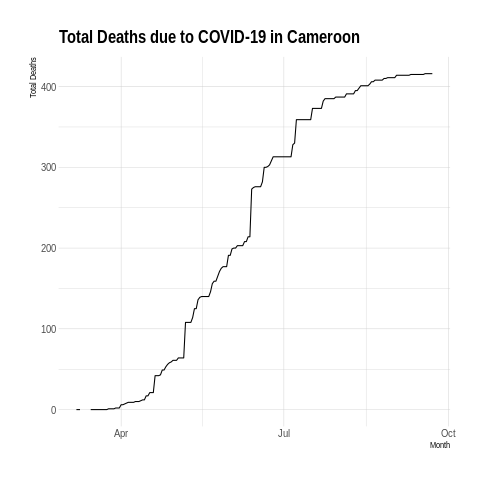 Total Deaths due to COVID-19 in Cameroon
Total Deaths
400
300
200
100
0
Apr
Jul
Oct
Month